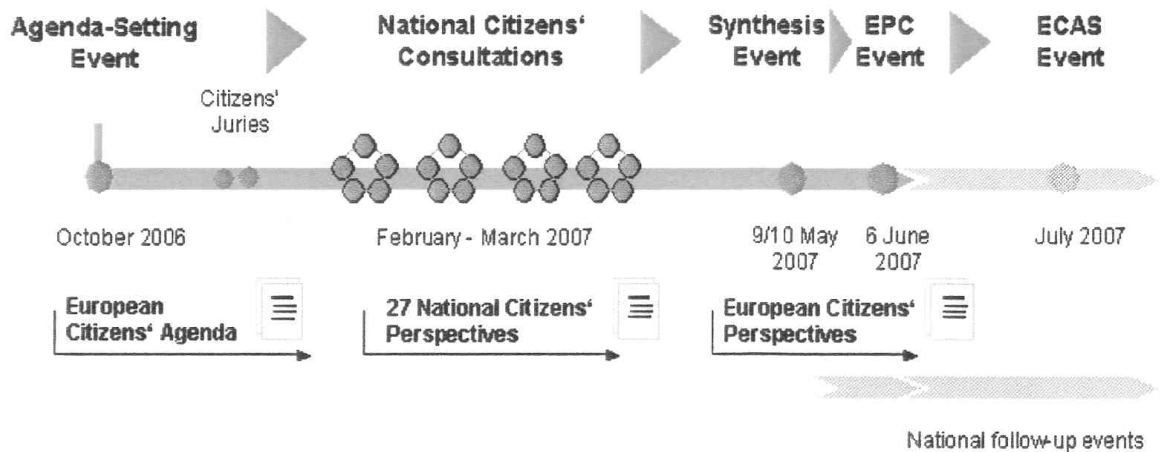 Agenda-Setting
Event
National Citizens‘
Consultations
Synthesis
Event
EPC
Event
ECAS
Event
Citizens‘
Juries
October 2006
February - March 2007
9/10 May
2007
6 June
2007
July 2007
European
Citizens‘ Agenda
27 National Citizens‘
Perspectives
European Citizens‘
Perspectives
National follow-up events